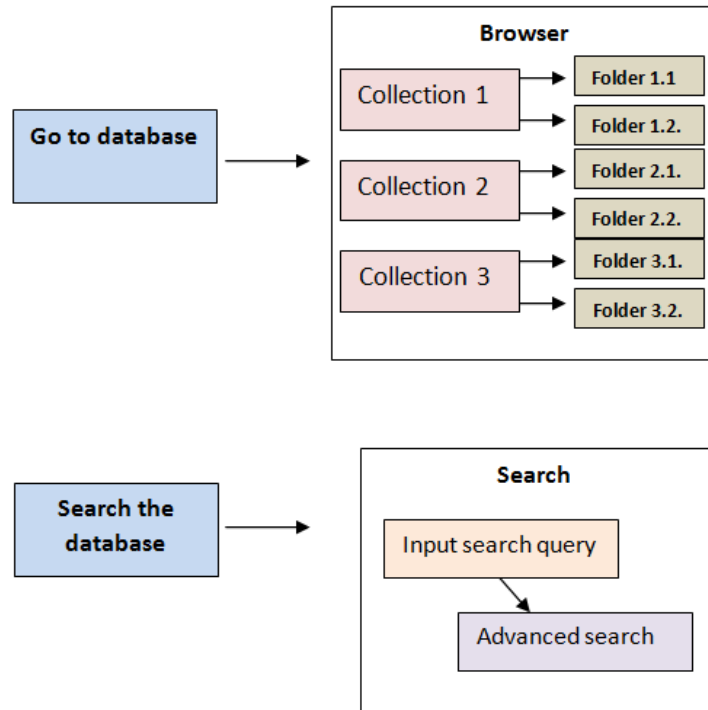 Browser
Go to database
Collection 1
Folder 1.1
Folder 1.2.
Collection 2
Folder 2.1.
Folder 2.2.
Collection 3
Folder 3.1.
Folder 3.2.
Search the
database
Search
Input search query
Advanced search